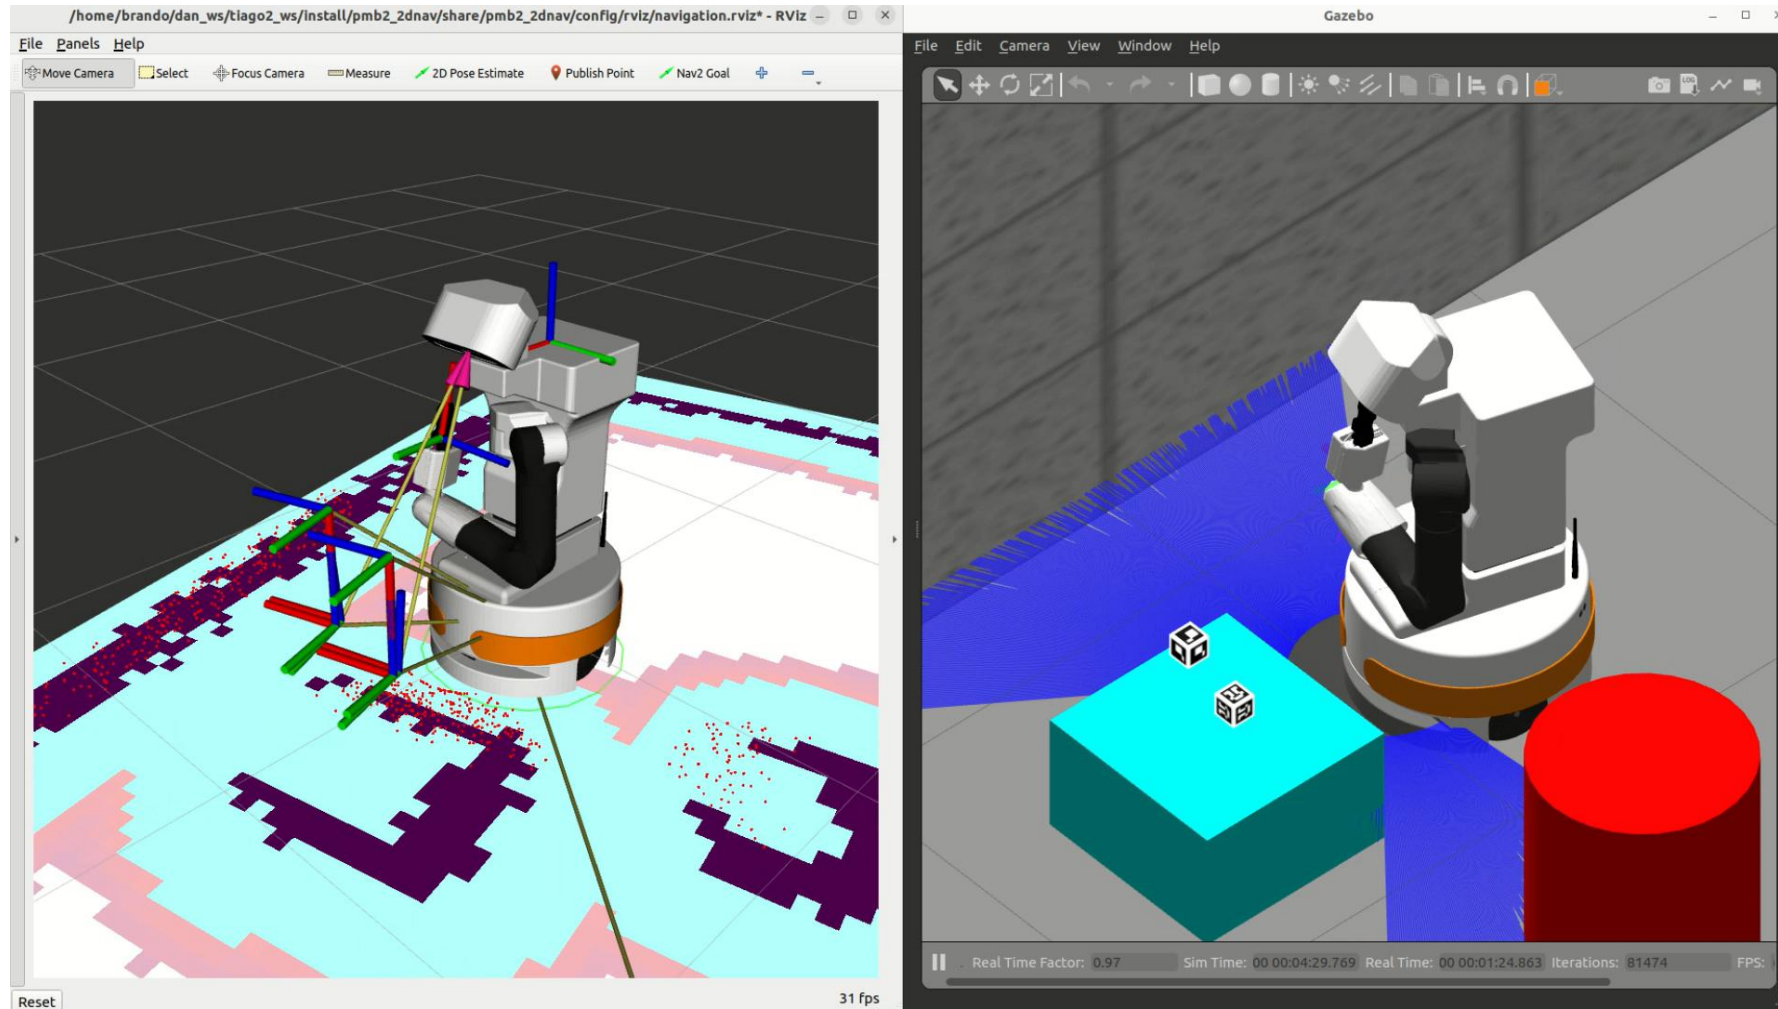 /home/brando/dan_ws/tiago2_ws/install/pmb2_2dnav/share/pmb2_2dnav/config/rviz/navigation.rviz* - RViz
File Panels Help
Move Camera Select Focus Camera Measure 2D Pose Estimate Publish Point Nav2 Goal
Reset
31 fps
Gazebo
File Edit Camera View Window Help
LOG
Real Time Factor: 0.97 Sim Time: 00 00:04:29.769 Real Time: 00 00:01:24.863 Iterations: 81474 FPS: